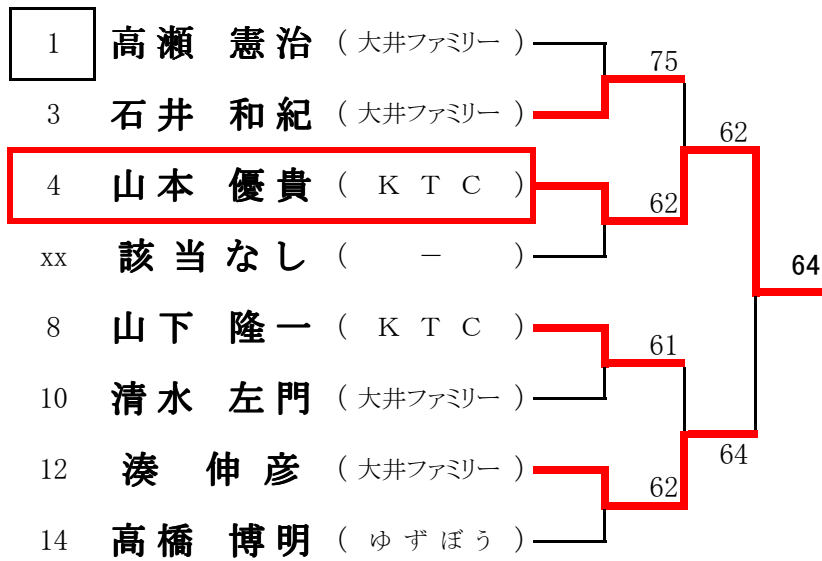 1 高瀬 憲治 ( 大井ファミリー )
75
3 石井 和紀 ( 大井ファミリー )
62
4 山本 優貴 ( K T C )
62
xx 該当なし ( － )
64
8 山下 隆一 ( K T C )
61
10 清水 左門 ( 大井ファミリー )
64
12 湊 伸彦 ( 大井ファミリー )
62
14 高橋 博明 ( ゆずぼう )